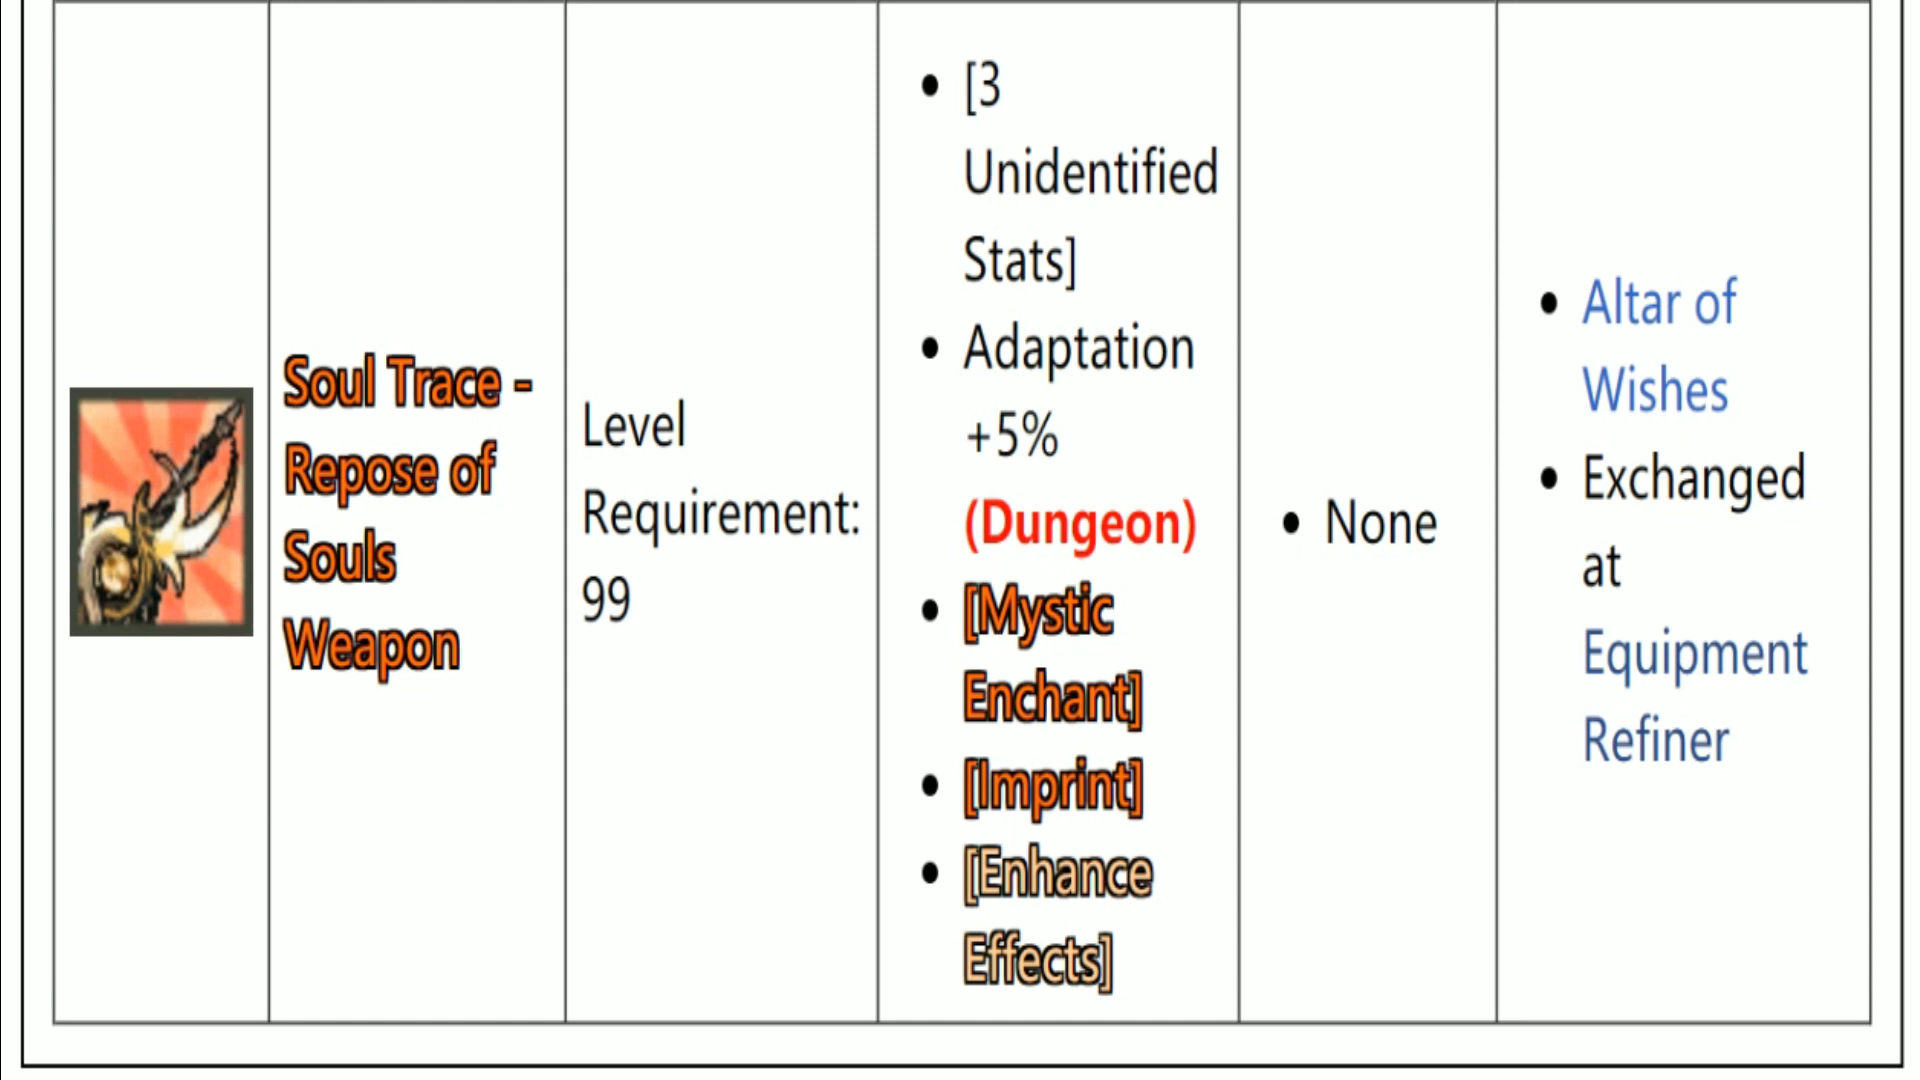 Soul Trace -
Repose of
Souls
Weapon
Level
Requirement:
99
[3
Unidentified
Stats]
Adaptation
+5%
(Dungeon)
[Mystic
Enchant]
[Imprint]
[Enhance
Effects]
None
Altar of
Wishes
Exchanged
at
Equipment
Refiner